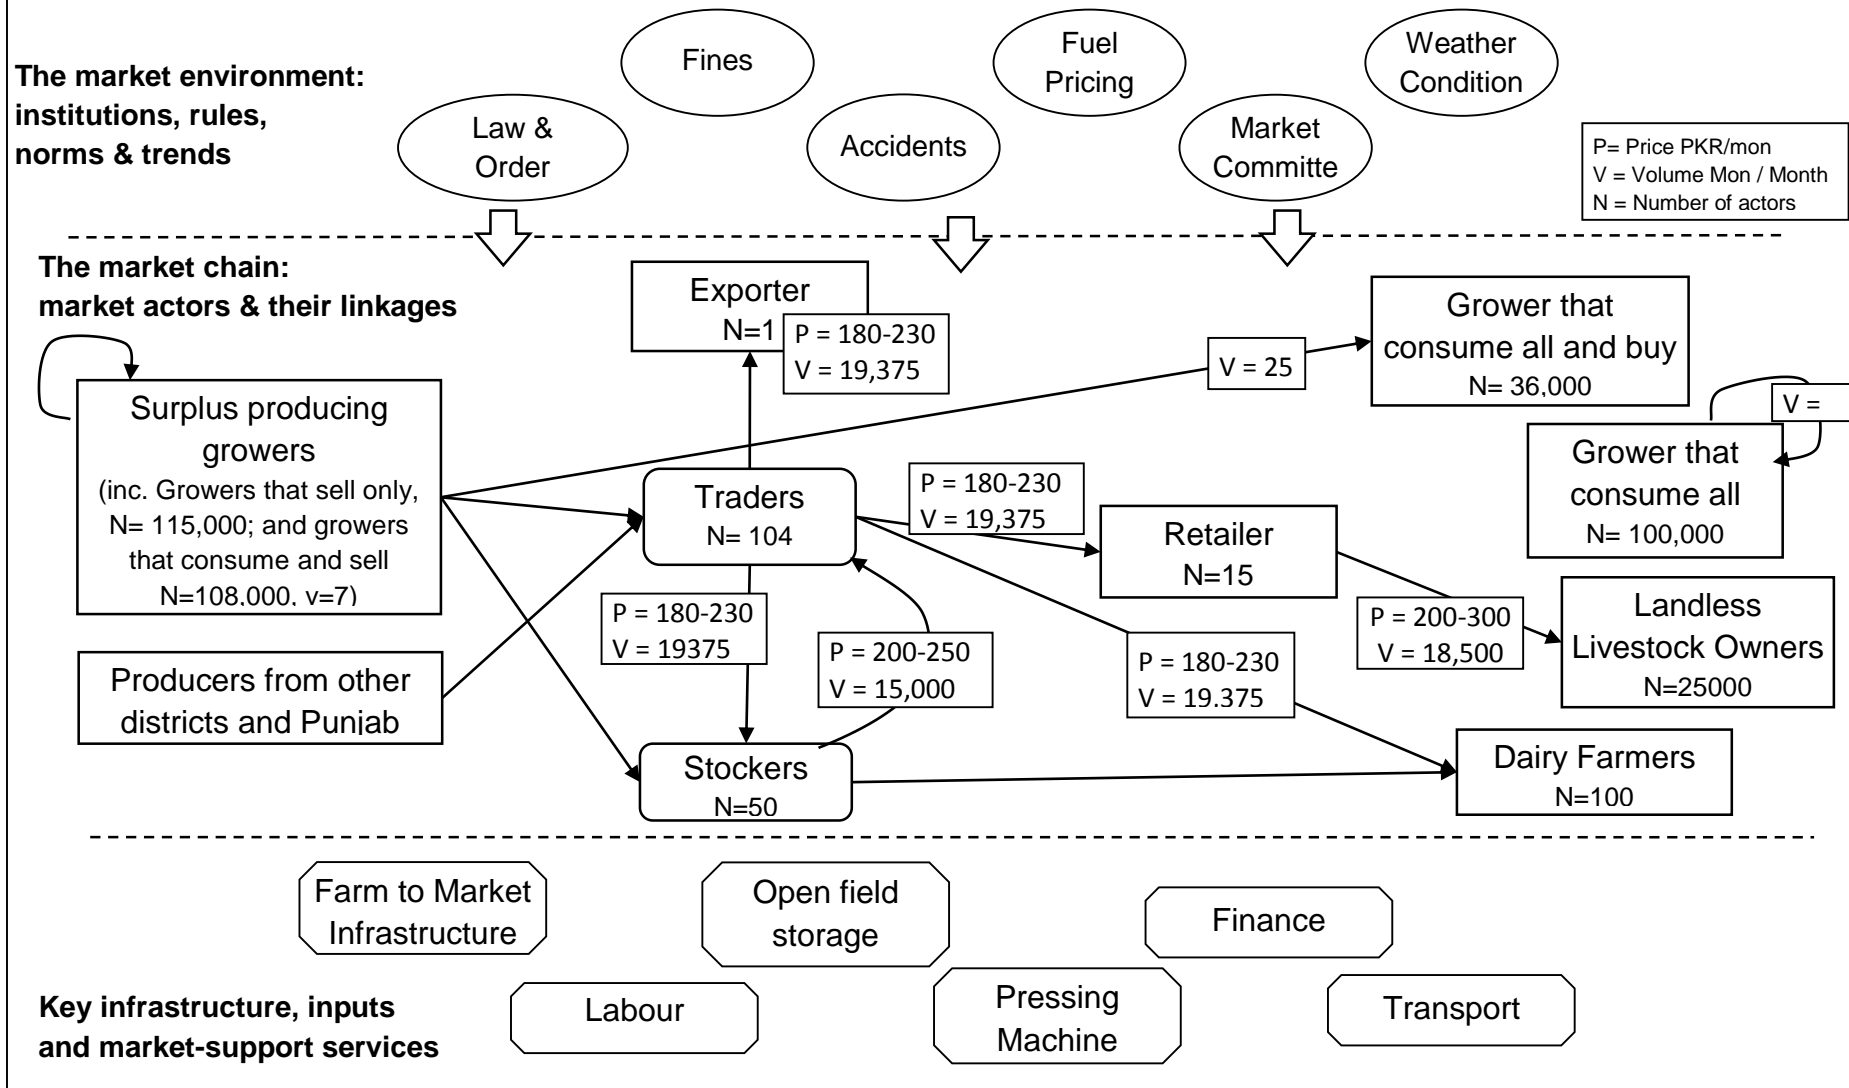 The market environment:
institutions, rules,
norms & trends
Fines
Fuel
Pricing
Weather
Condition
Law &
Order
Accidents
Market
Committe
P= Price PKR/mon
V = Volume Mon / Month
N = Number of actors
The market chain:
market actors & their linkages
Exporter
N=1
P = 180-230
V = 19,375
Grower that
consume all and buy
N= 36,000
V = 25
V =
Surplus producing
growers
(inc. Growers that sell only,
N= 115,000; and growers
that consume and sell
N=108,000, v=7)
Grower that
consume all
N= 100,000
Traders
N= 104
P = 180-230
V = 19,375
Retailer
N=15
P = 180-230
V = 19375
P = 200-250
V = 15,000
P = 180-230
V = 19.375
P = 200-300
V = 18,500
Landless
Livestock Owners
N=25000
Producers from other
districts and Punjab
Stockers
N=50
Dairy Farmers
N=100
Farm to Market
Infrastructure
Open field
storage
Finance
Labour
Pressing
Machine
Transport
Key infrastructure, inputs
and market-support services